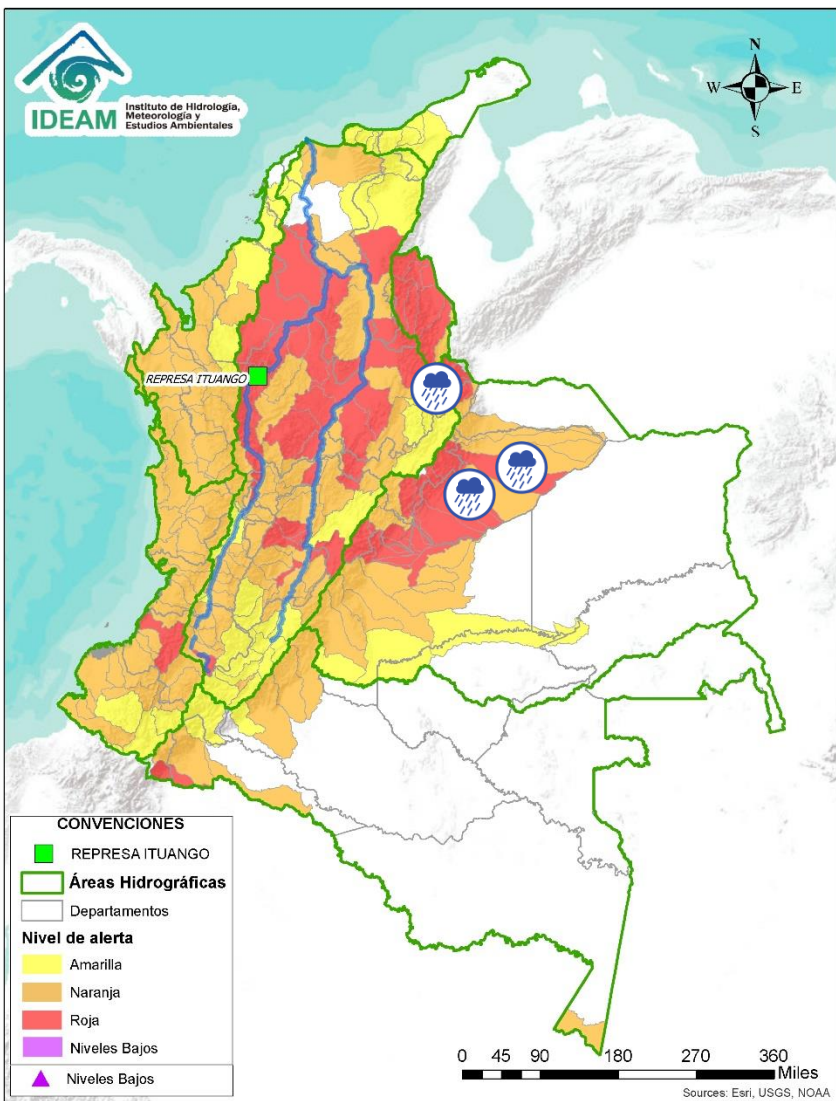 IDEAM
Instituto de Hidrología,
Meteorología y
Estudios Ambientales
N
W
E
S
REPRESA ITUANGO
CONVENCIONES
REPRESA ITUANGO
Áreas Hidrográficas
Departamentos
Nivel de alerta
Amarilla
Naranja
Roja
Niveles Bajos
Niveles Bajos
0 45 90 180 270 360
Miles
Sources: Esri, USGS, NOAA